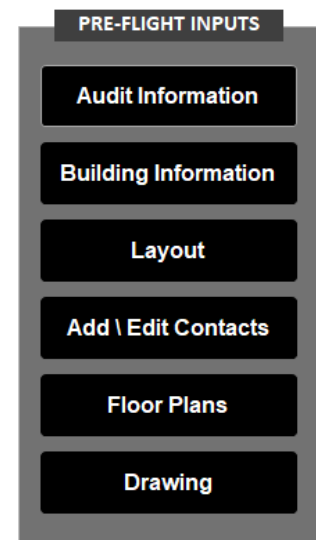 PRE-FLIGHT INPUTS
Audit Information
Building Information
Layout
Add \ Edit Contacts
Floor Plans
Drawing